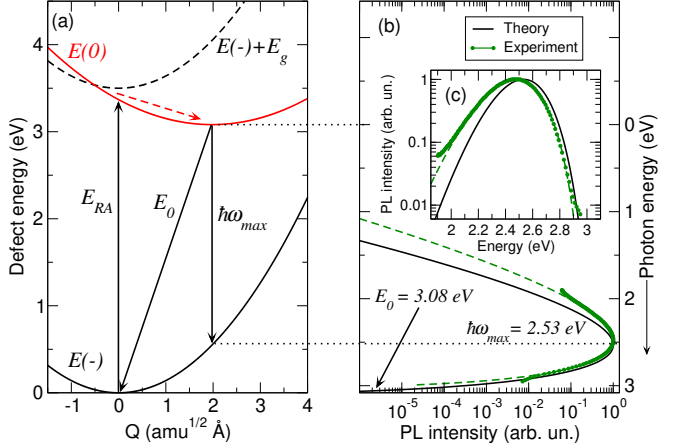 (a)
E(0)
E(-)+E_g
E_RA
E_0
ħω_max
E(-)
Defect energy (eV)
0
1
2
3
4
-1
0
1
2
3
4
Q (amu^1/2 Å)
(b)
Theory
Experiment
(c)
PL intensity (arb. un.)
1
0.1
0.01
2
2.2
2.4
2.6
2.8
3
Energy (eV)
E_0 = 3.08 eV
ħω_max = 2.53 eV
0
1
2
3
Photon energy (eV)
10^-5
10^-4
10^-3
10^-2
10^-1
10^0
PL intensity (arb. un.)